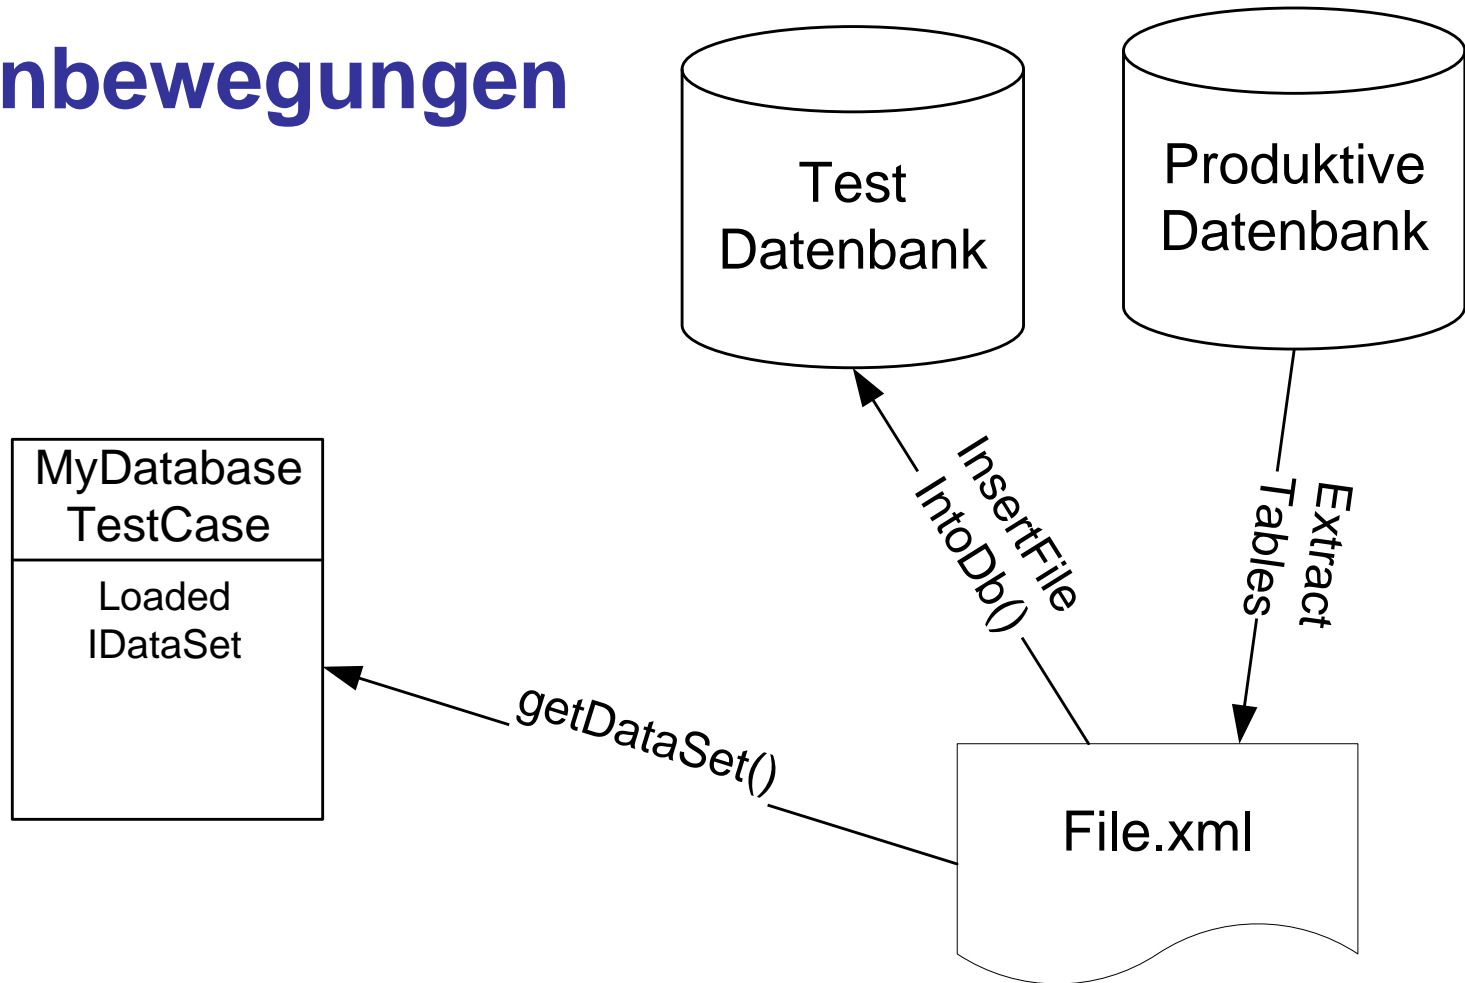 nbewegungen
Test
Datenbank
Produktive
Datenbank
MyDatabase
TestCase
Loaded
IDataSet
InsertFile
IntoDb()
Extract
Tables
getDataSet()
File.xml